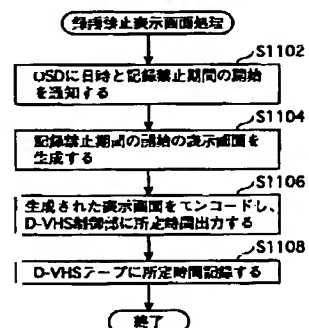 録画禁止表示画面処理
S1102
OSDに日時と記録禁止期間の開始
を通知する
S1104
記録禁止期間の開始の表示画面を
生成する
S1106
生成された表示画面をエンコードし、
D-VHS制御部に所定時間出力する
S1108
D-VHSテープに所定時間記録する
終了